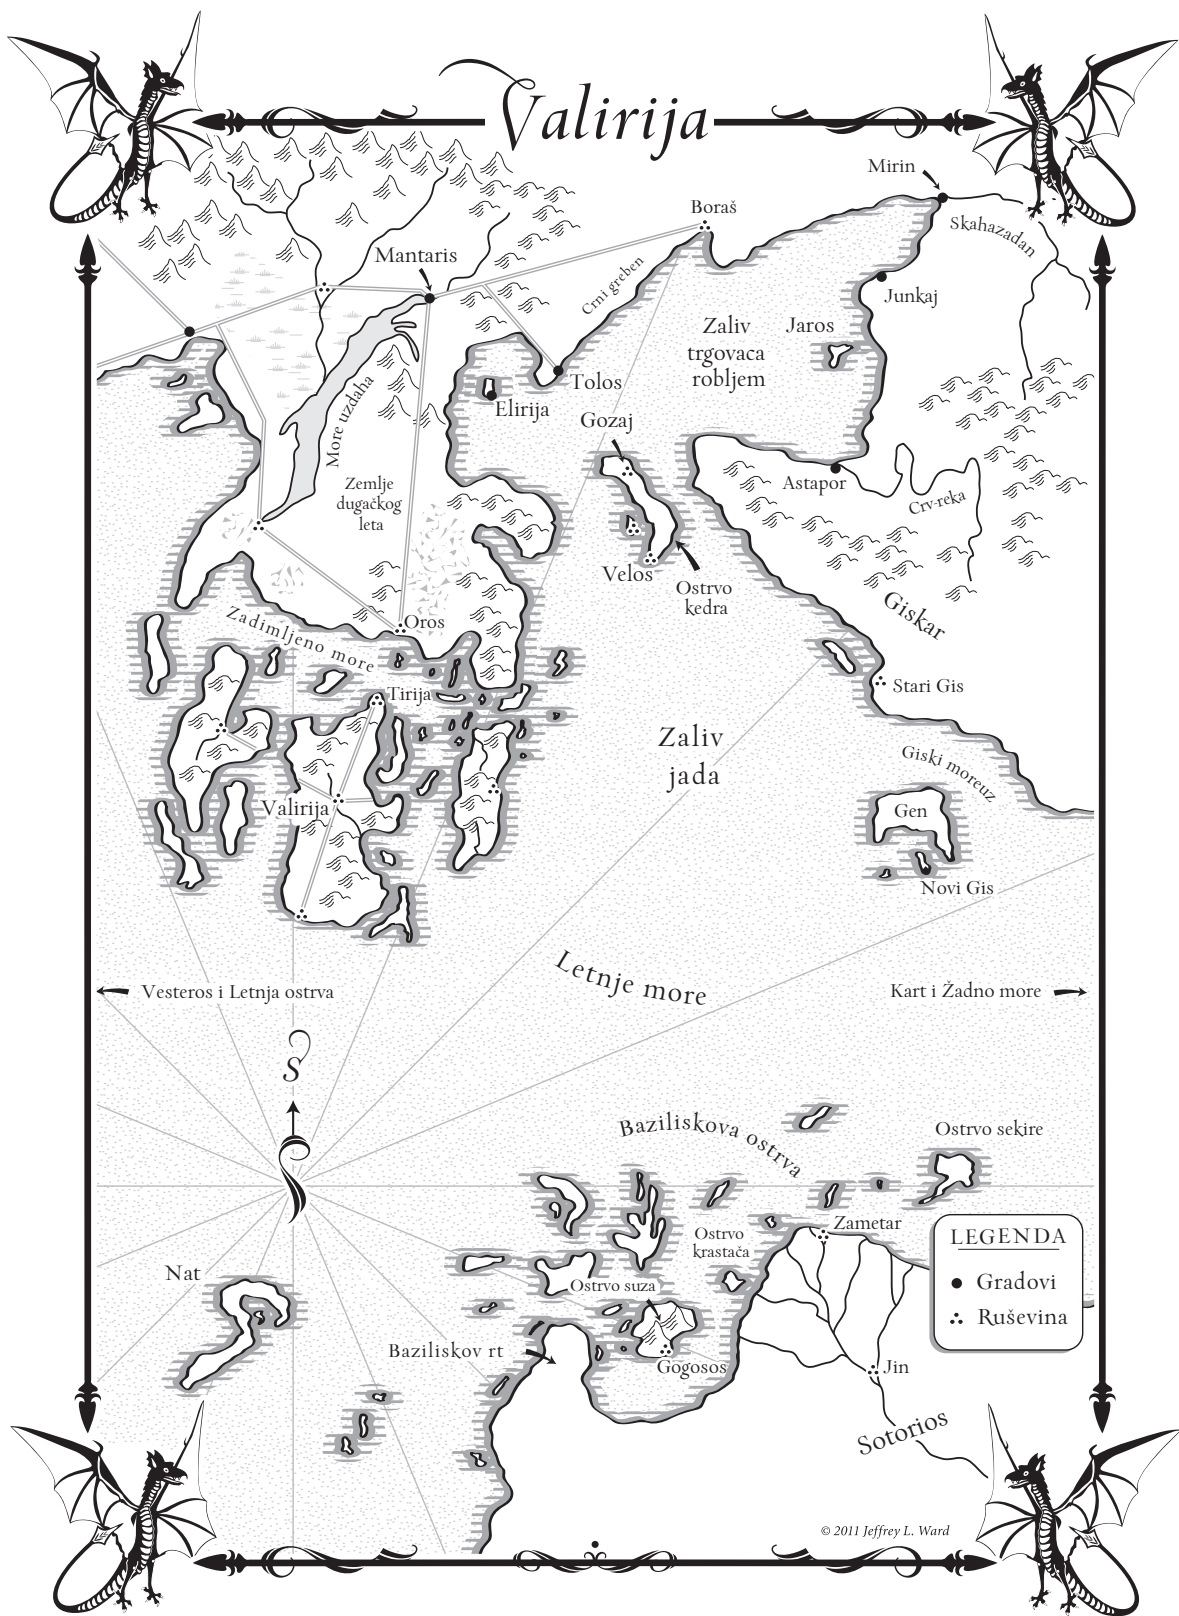 Valirija
Mirin
Skahazadan
Boraš
Mantaris
Crni greben
Junkaj
Zaliv
trgovaca
robljem
Jaros
Tolos
Elirija
Gozaj
More uzdaha
Astapor
Crv-reka
Zemlje
dugačkog
leta
Velos
Ostrvo
kedra
Giskar
Zadimljeno more
Oros
Tirija
Stari Gis
Zaliv
jada
Giski moreuz
Valirija
Gen
Novi Gis
Letnje more
Vesteros i Letnja ostrva
Kart i Žadno more
S
Baziliskova ostrva
Ostrvo sekire
Zametar
Ostrvo
krastača
Nat
Ostrvo suza
Baziliskov rt
Gogosos
Jin
Sotorios
LEGENDA
Gradovi
Ruševina
© 2011 Jeffrey L. Ward